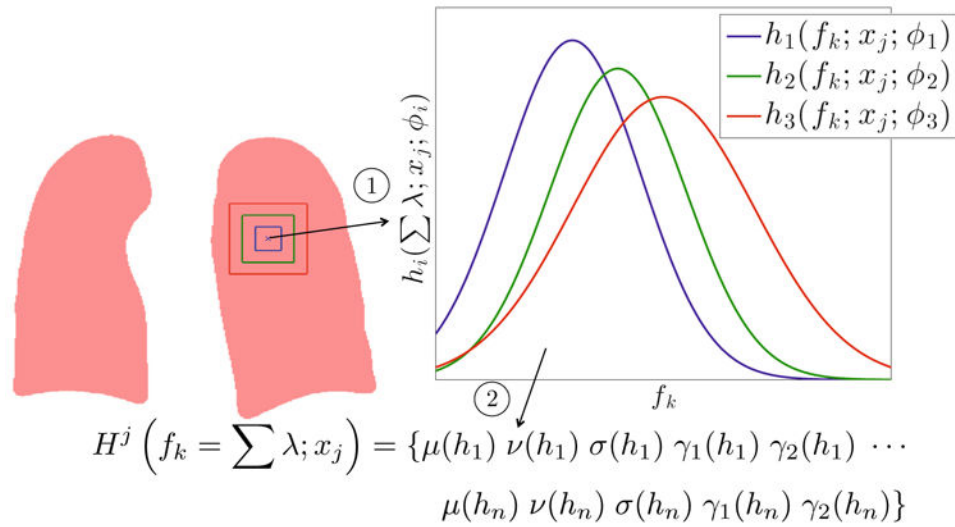 h₁(fₖ; xⱼ; ϕ₁)
h₂(fₖ; xⱼ; ϕ₂)
h₃(fₖ; xⱼ; ϕ₃)
1
hᵢ(∑ λ; xⱼ; ϕᵢ)
2
fₖ
Hʲ (fₖ = ∑ λ; xⱼ) = {μ(h₁) ν(h₁) σ(h₁) γ₁(h₁) γ₂(h₁) ⋯
μ(hₙ) ν(hₙ) σ(hₙ) γ₁(hₙ) γ₂(hₙ)}